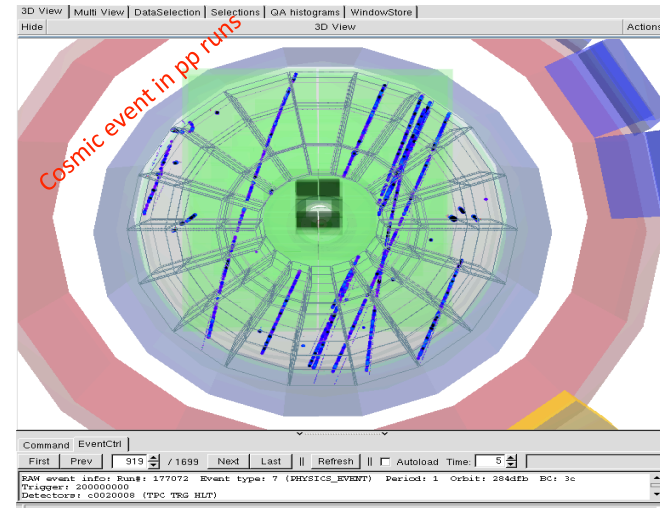 3D View Multi View DataSelection Selections QA histograms WindowStore
Hide 3D View Actions
Cosmic event in pp runs
Command EventCtrl
First Prev 919 / 1699 Next Last || Refresh || Autoload Time: 5
RAW event info: Run#: 177072 Event type: 7 (PHYSICS_EVENT) Period: 1 Orbit: 284dfb BC: 3c
Trigger: 200000000
Detectors: c0020008 (TPC TRG HLT)